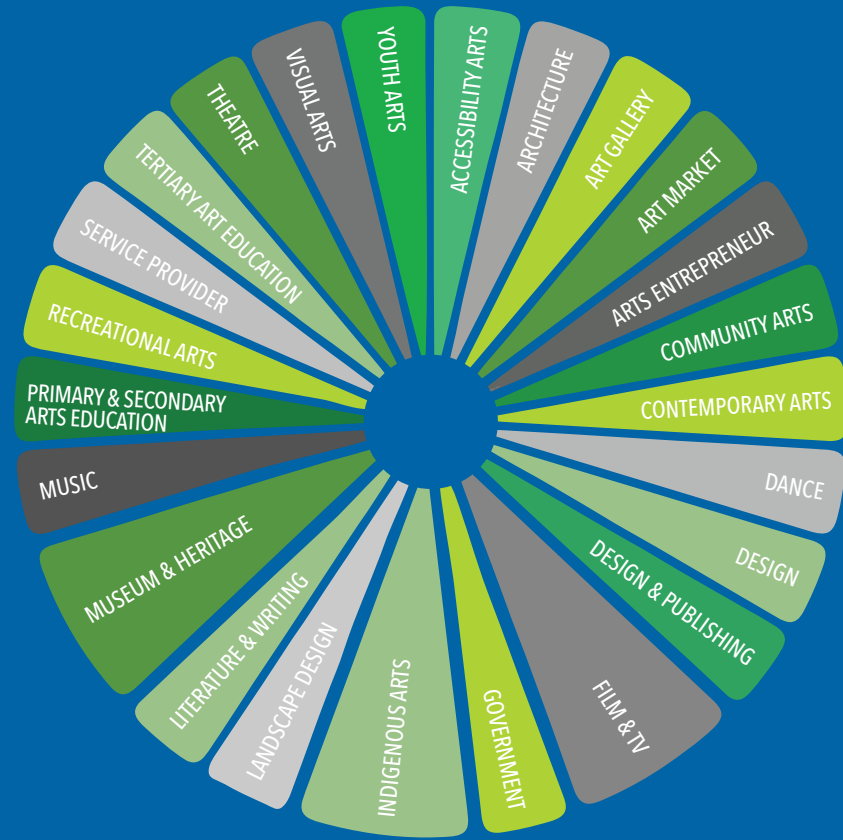 ACCESSIBILITY ARTS
ARCHITECTURE
ART GALLERY
ART MARKET
ARTS ENTREPRENEUR
COMMUNITY ARTS
CONTEMPORARY ARTS
DANCE
DESIGN
DESIGN & PUBLISHING
FILM & TV
GOVERNMENT
INDIGENOUS ARTS
LANDSCAPE DESIGN
LITERATURE & WRITING
MUSEUM & HERITAGE
MUSIC
PRIMARY & SECONDARY
ARTS EDUCATION
RECREATIONAL ARTS
SERVICE PROVIDER
TERTIARY ART EDUCATION
THEATRE
VISUAL ARTS
YOUTH ARTS